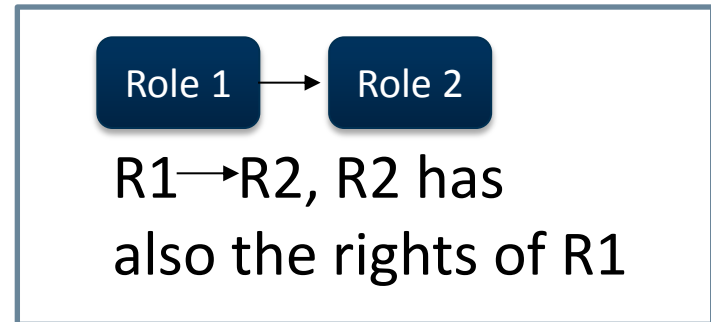 Role 1 Role 2
R1→R2, R2 has
also the rights of R1